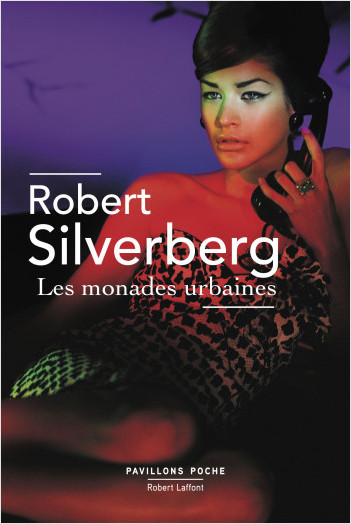 Robert
Silverberg
Les monades urbaines
PAVILLONS POCHE
Robert Laffont